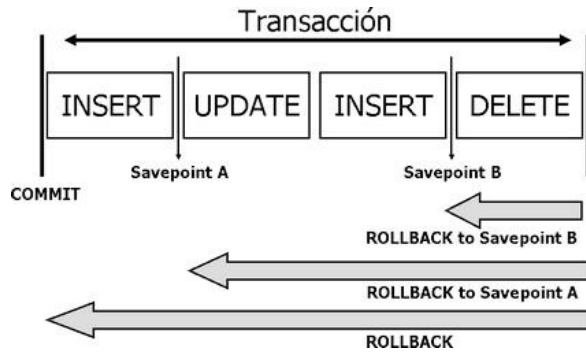 Transacción
INSERT UPDATE INSERT DELETE
Savepoint A Savepoint B
COMMIT
ROLLBACK to Savepoint B
ROLLBACK to Savepoint A
ROLLBACK